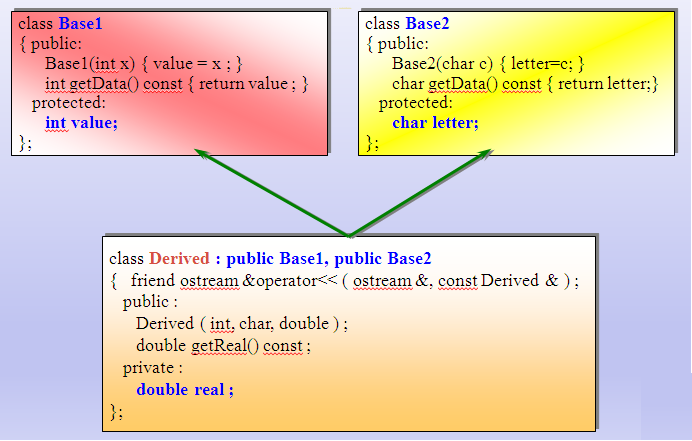 class Base1
{ public:
Base1(int x) { value = x ; }
int getData() const { return value ; }
protected:
int value;
};
class Base2
{ public:
Base2(char c) { letter=c; }
char getData() const { return letter;}
protected:
char letter;
};
class Derived : public Base1, public Base2
{ friend ostream &operator<< ( ostream &, const Derived & ) ;
public :
Derived ( int, char, double ) ;
double getReal() const ;
private :
double real ;
};